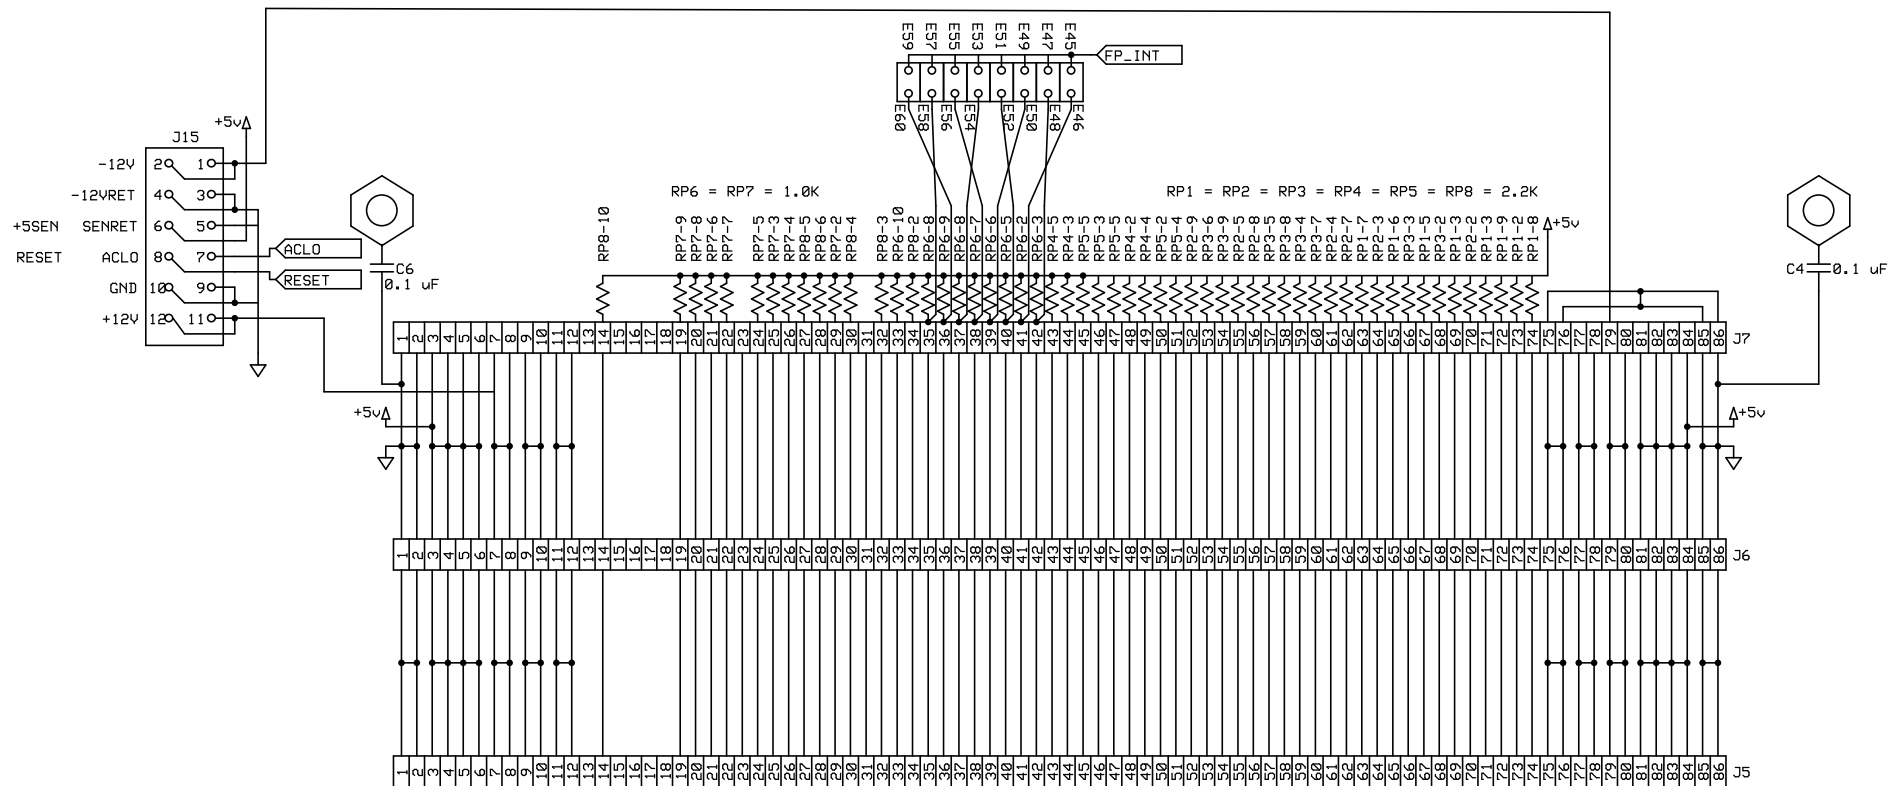 E59 E57 E55 E53 E51 E49 E47 E45
FP_INT
E60 E58 E56 E54 E52 E50 E48 E46
+5v
J15
-12V 2 1
-12VRET 4 3
+5SEN SENRET 6 5
RESET ACLO 8 7
GND 10 9
+12V 12 11
ACLO
RESET
C6
0.1 uF
RP6 = RP7 = 1.0K
RP1 = RP2 = RP3 = RP4 = RP5 = RP8 = 2.2K
RP8-10 RP7-9 RP7-8 RP7-6 RP7-7 RP7-5 RP7-3 RP7-4 RP8-5 RP8-6 RP7-2 RP8-4 RP8-3 RP6-10 RP8-2 RP6-8 RP6-9 RP6-8 RP6-7 RP6-6 RP6-5 RP6-2 RP6-3 RP4-5 RP4-3 RP5-5 RP5-3 RP5-5 RP4-2 RP4-4 RP5-2 RP5-4 RP2-9 RP3-6 RP3-9 RP2-5 RP2-8 RP3-5 RP3-8 RP3-4 RP3-7 RP2-4 RP2-7 RP1-7 RP2-3 RP1-6 RP3-3 RP1-5 RP3-2 RP1-3 RP2-2 RP1-3 RP1-9 RP1-2 RP1-8
+5v
C4 0.1 uF
1 2 3 4 5 6 7 8 9 10 11 12 13 14 15 16 17 18 19 20 21 22 23 24 25 26 27 28 29 30 31 32 33 34 35 36 37 38 39 40 41 42 43 44 45 46 47 48 49 50 51 52 53 54 55 56 57 58 59 60 61 62 63 64 65 66 67 68 69 70 71 72 73 74 75 76 77 78 79 80 81 82 83 84 85 86 J7
+5v
+5v
1 2 3 4 5 6 7 8 9 10 11 12 13 14 15 16 17 18 19 20 21 22 23 24 25 26 27 28 29 30 31 32 33 34 35 36 37 38 39 40 41 42 43 44 45 46 47 48 49 50 51 52 53 54 55 56 57 58 59 60 61 62 63 64 65 66 67 68 69 70 71 72 73 74 75 76 77 78 79 80 81 82 83 84 85 86 J6
1 2 3 4 5 6 7 8 9 10 11 12 13 14 15 16 17 18 19 20 21 22 23 24 25 26 27 28 29 30 31 32 33 34 35 36 37 38 39 40 41 42 43 44 45 46 47 48 49 50 51 52 53 54 55 56 57 58 59 60 61 62 63 64 65 66 67 68 69 70 71 72 73 74 75 76 77 78 79 80 81 82 83 84 85 86 J5